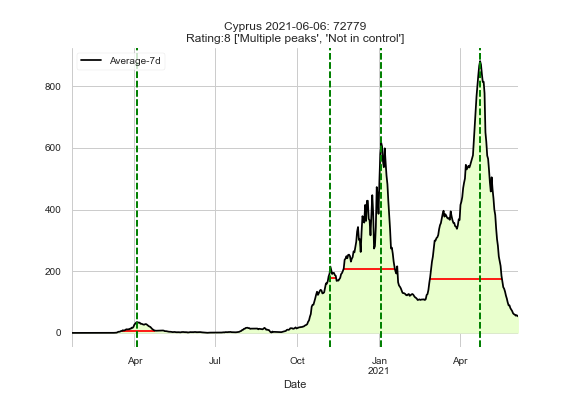 Cyprus 2021-06-06: 72779
Rating:8 ['Multiple peaks', 'Not in control']
Average-7d
800
600
400
200
0
Apr
Jul
Oct
Jan
2021
Apr
Date